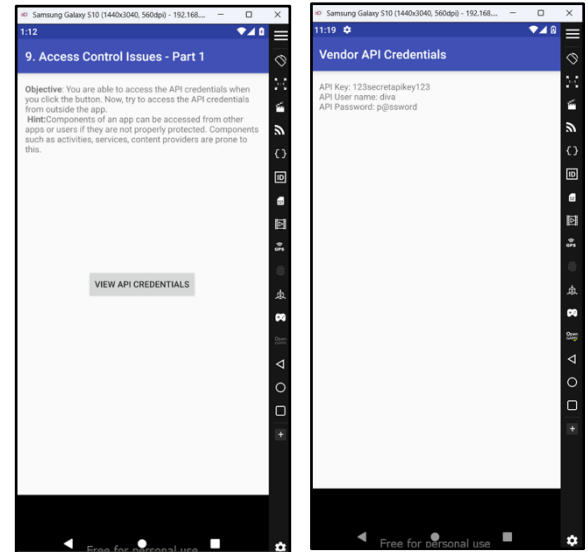 Samsung Galaxy S10 (1440x3040, 560dpi) - 192.168....
1:12
9. Access Control Issues - Part 1
Objective: You are able to access the API credentials when
you click the button. Now, try to access the API credentials
from outside the app.
Hint:Components of an app can be accessed from other
apps or users if they are not properly protected. Components
such as activities, services, content providers are prone to
this.
VIEW API CREDENTIALS
Free for personal use
ID
GPS
Samsung Galaxy S10 (1440x3040, 560dpi) - 192.168....
11:19
Vendor API Credentials
API Key: 123secretapikey123
API User name: diva
API Password: p@ssword
Free for personal use
ID
GPS